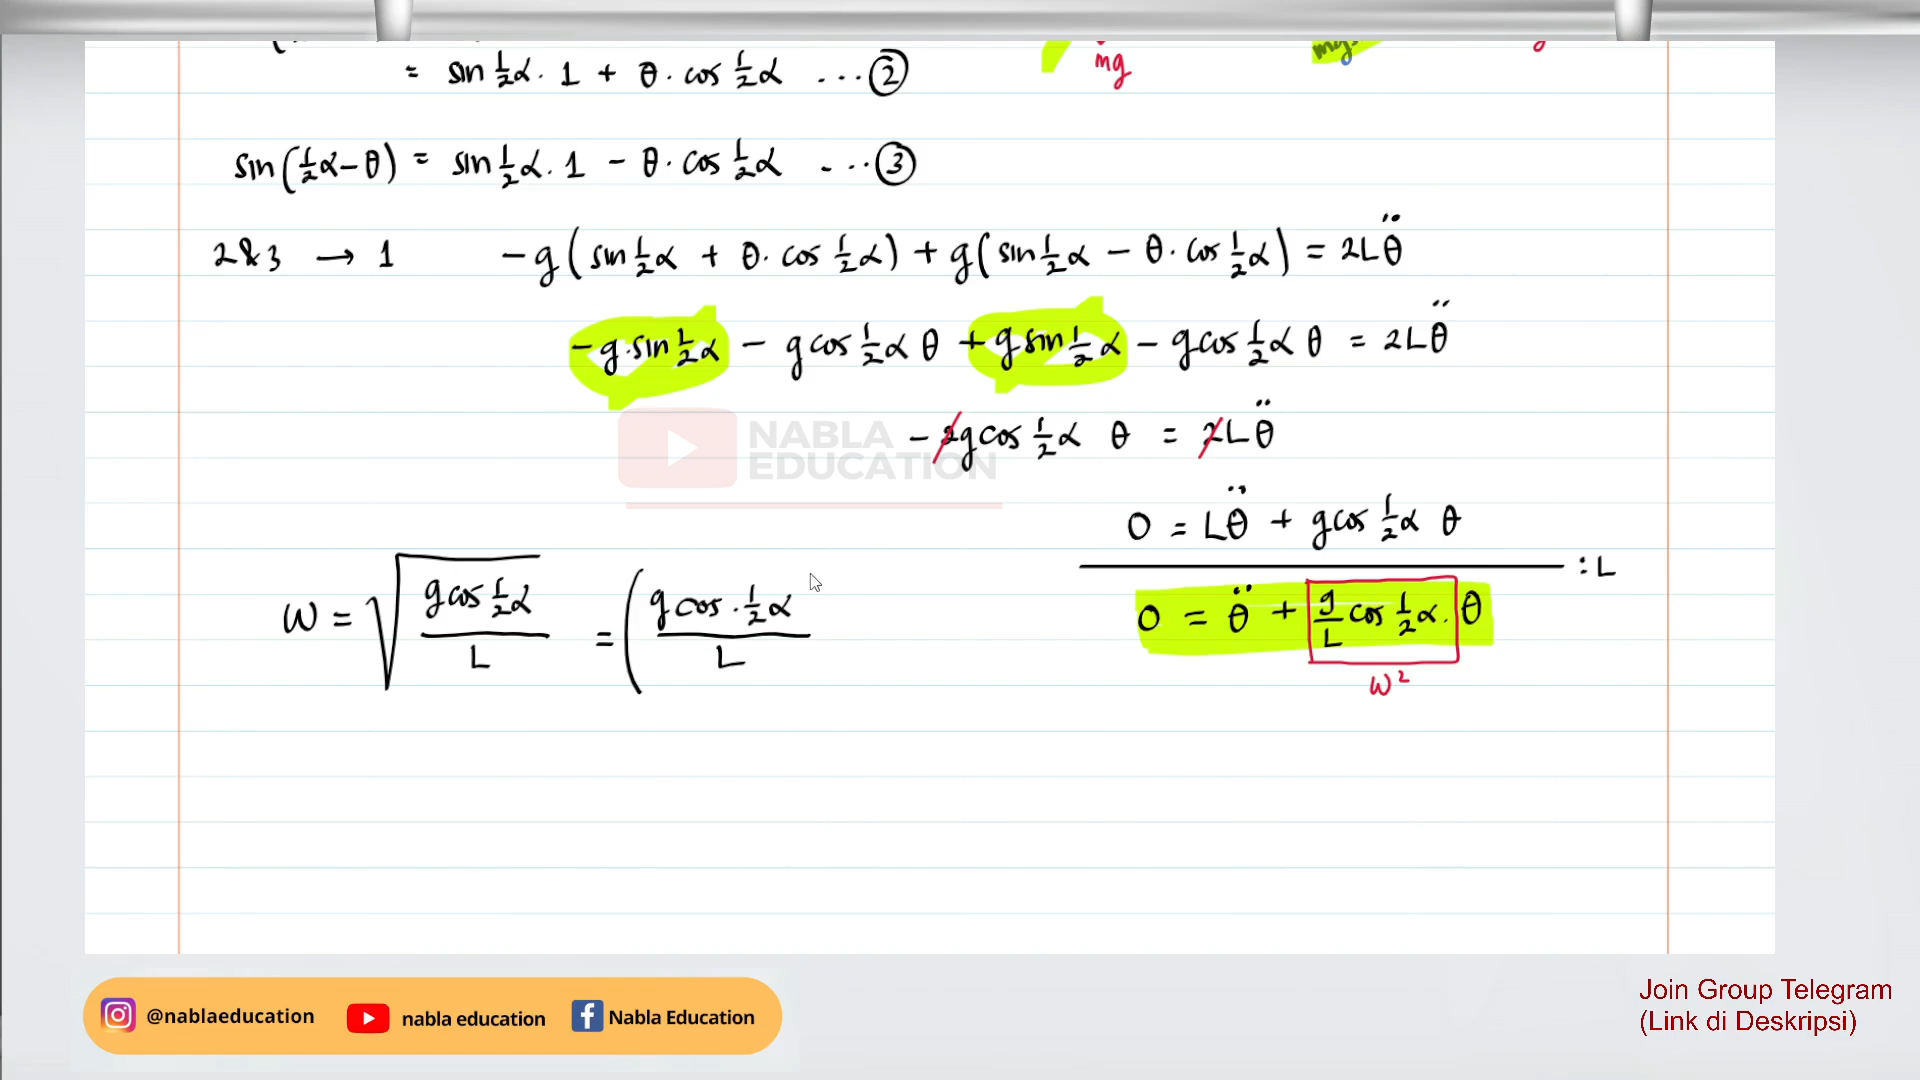 = sin ½α . 1 + θ . cos ½α ... ②
mg
mg
sin(½α-θ) = sin ½α . 1 - θ . cos ½α ... ③
2&3 → 1 -g(sin ½α + θ. cos ½α) + g(sin ½α - θ. cos ½α) = 2Lθ̈
-g.sin ½α - g cos ½α θ + g sin ½α - g cos ½α θ = 2Lθ̈
-2g cos ½α θ = 2Lθ̈
NABLA
EDUCATION
0 = Lθ̈ + g cos ½α θ
: L
0 = θ̈ + g/L cos ½α . θ
ω²
ω = √(g cos ½α / L) = (g cos . ½α / L
@nablaeducation nabla education Nabla Education
Join Group Telegram
(Link di Deskripsi)